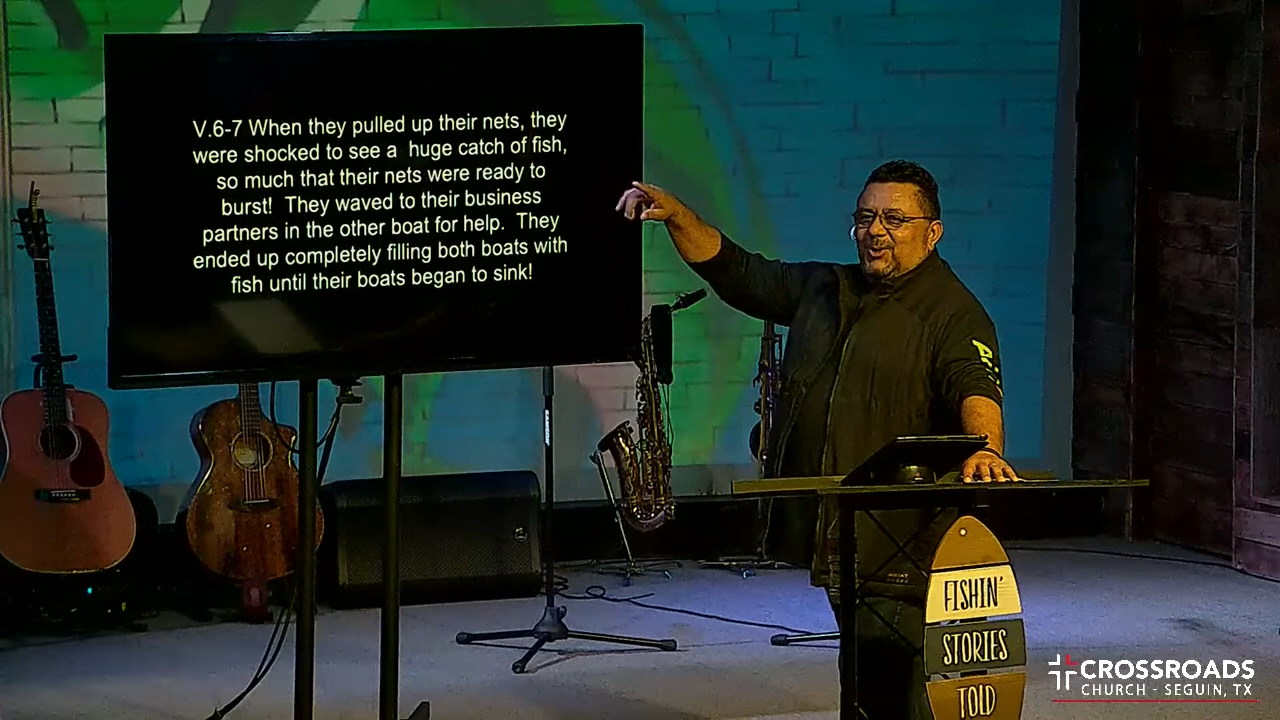 V.6-7 When they pulled up their nets, they
were shocked to see a huge catch of fish,
so much that their nets were ready to
burst! They waved to their business
partners in the other boat for help. They
ended up completely filling both boats with
fish until their boats began to sink!
FISHIN'
STORIES
TOLD
CROSSROADS
CHURCH - SEGUIN, TX